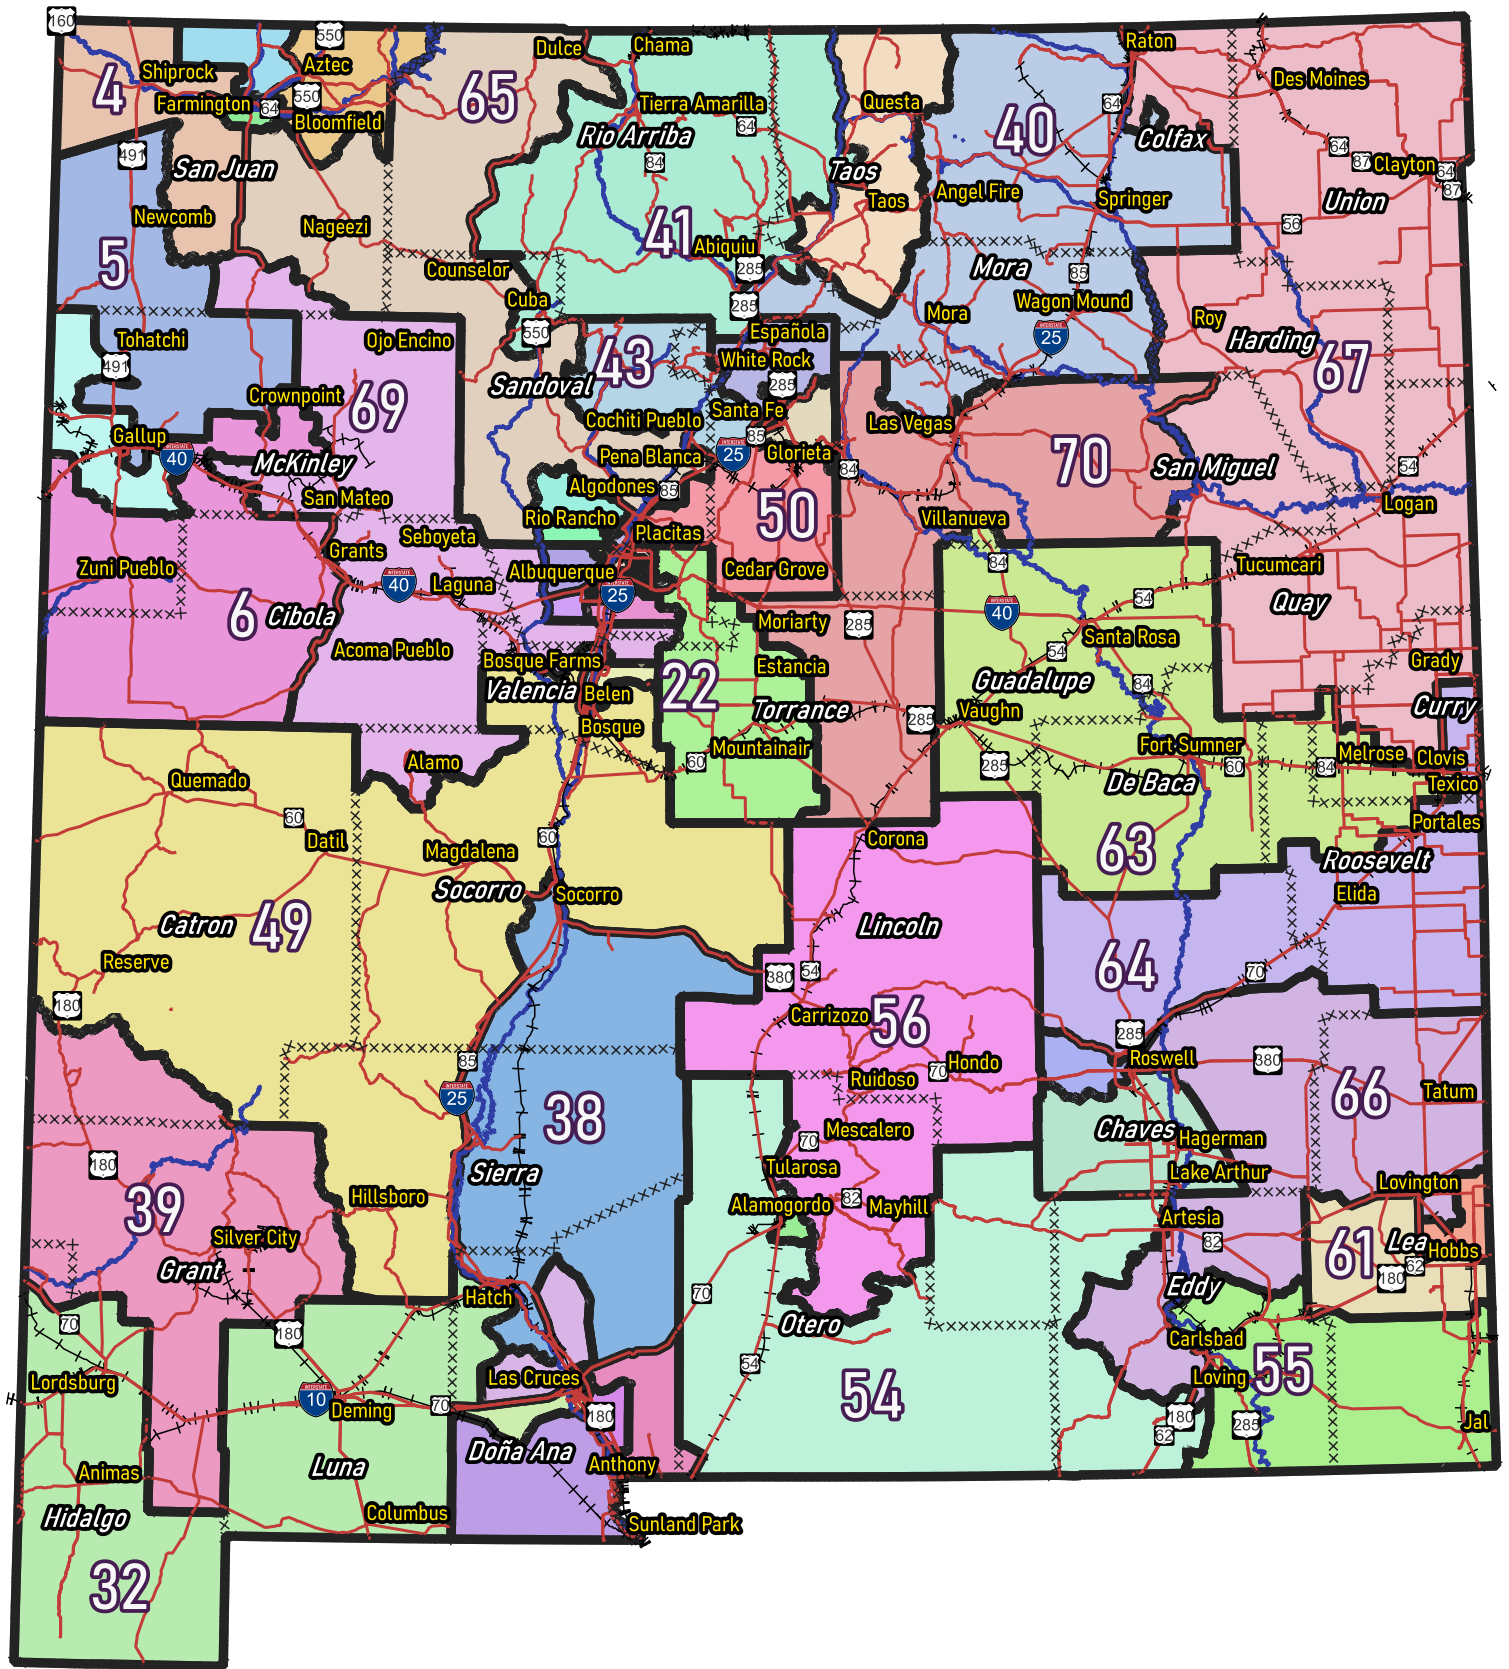 160
550
Dulce
Chama
Raton
Aztec
Shiprock
4
Des Moines
65
Farmington
64
550
Bloomfield
Tierra Amarilla
Questa
64
40
64
Rio Arriba
Colfax
491
San Juan
84
Taos
64
87
Clayton
64
87
Angel Fire
Taos
Springer
Union
Newcomb
Nageezi
41
Abiquiu
56
5
Counselor
285
Mora
85
Cuba
285
Mora
Wagon Mound
Roy
Tohatchi
Ojo Encino
550
Española
INTERSTATE
25
Harding
491
43
White Rock
67
Sandoval
285
Crownpoint
69
Santa Fe
Cochiti Pueblo
Las Vegas
Gallup
85
INTERSTATE
40
McKinley
Pena Blanca
INTERSTATE
25
Glorieta
84
70
San Miguel
54
San Mateo
Algodones
85
50
Logan
Rio Rancho
Villanueva
Seboyeta
Placitas
Grants
84
Tucumcari
Zuni Pueblo
INTERSTATE
40
Laguna
Albuquerque
Cedar Grove
INTERSTATE
25
54
Quay
6
Cibola
Moriarty
285
INTERSTATE
40
Santa Rosa
Acoma Pueblo
54
Bosque Farms
Estancia
Grady
Valencia
22
Guadalupe
84
Belen
Torrance
285
Vaughn
Curry
Bosque
Mountainair
Fort Sumner
Melrose
Clovis
Alamo
60
285
60
84
Quemado
De Baca
Texico
60
Portales
54
Datil
Corona
63
Magdalena
Roosevelt
Socorro
Socorro
Elida
Catron
49
Lincoln
Reserve
380
54
64
70
180
Carrizozo
56
285
Roswell
85
Hondo
380
INTERSTATE
25
Ruidoso
70
66
Tatum
38
Mescalero
Chaves
Hagerman
70
180
Sierra
Tularosa
Lake Arthur
Lovington
39
Hillsboro
Alamogordo
82
Mayhill
Artesia
Silver City
82
61
Lea
Hobbs
Grant
62
180
Hatch
70
Eddy
70
180
Otero
Carlsbad
Lordsburg
Las Cruces
54
Loving
55
INTERSTATE
10
Deming
70
180
54
180
285
Jal
62
Doña Ana
Luna
Anthony
Animas
Hidalgo
Columbus
Sunland Park
32